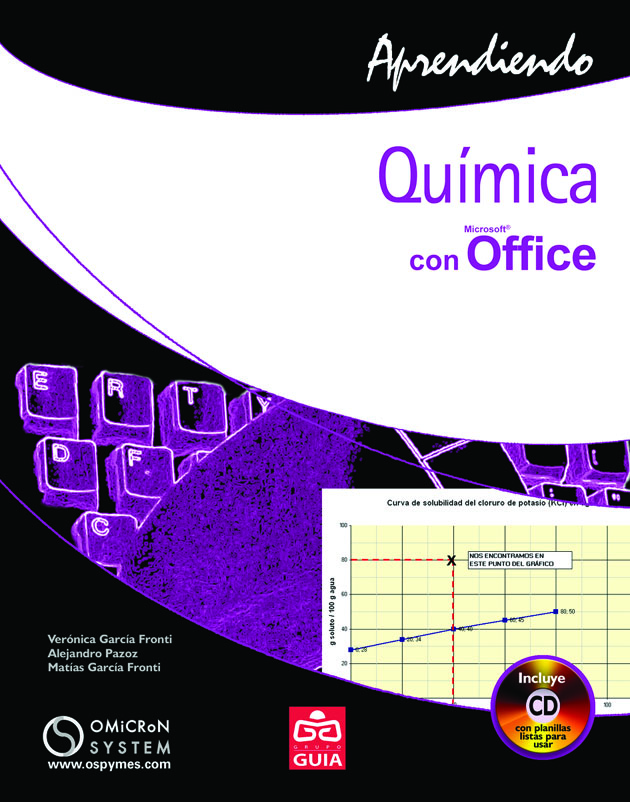 Aprendiendo
Química
Microsoft®
con Office
E R T Y
D F
C
Curva de solubilidad del cloruro de potasio (KCl)
100
80
60
40
20
g soluto / 100 g agua
NOS ENCONTRAMOS EN
ESTE PUNTO DEL GRÁFICO
0, 28
20, 34
40, 40
60, 45
80, 50
100
Verónica García Fronti
Alejandro Pazoz
Matías García Fronti
OMiCRoN
SYSTEM
www.ospymes.com
GRUPO
GUIA
Incluye
CD
con planillas
listas para
usar